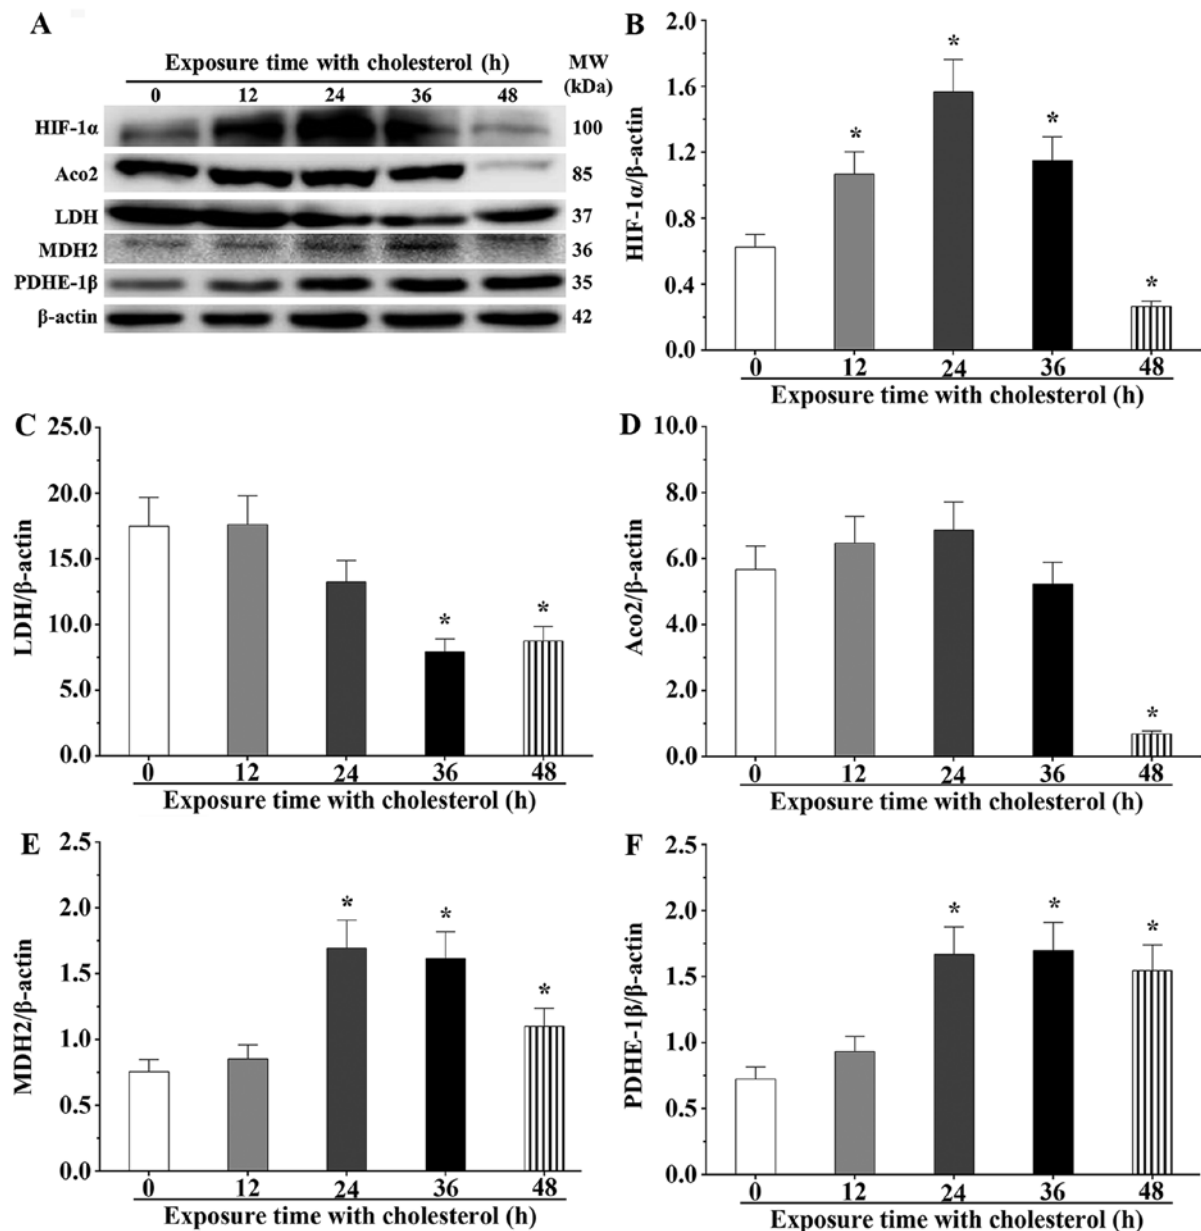 A
Exposure time with cholesterol (h)
MW
(kDa)
0 12 24 36 48
HIF-1α 100
Aco2 85
LDH 37
MDH2 36
PDHE-1β 35
β-actin 42
B
HIF-1α/β-actin
2.0
1.6
1.2
0.8
0.4
0.0
* * * *
0 12 24 36 48
Exposure time with cholesterol (h)
C
LDH/β-actin
25.0
20.0
15.0
10.0
5.0
0.0
* *
0 12 24 36 48
Exposure time with cholesterol (h)
D
Aco2/β-actin
10.0
8.0
6.0
4.0
2.0
0.0
*
0 12 24 36 48
Exposure time with cholesterol (h)
E
MDH2/β-actin
2.5
2.0
1.5
1.0
0.5
0.0
* * *
0 12 24 36 48
Exposure time with cholesterol (h)
F
PDHE-1β/β-actin
2.5
2.0
1.5
1.0
0.5
0.0
* * *
0 12 24 36 48
Exposure time with cholesterol (h)